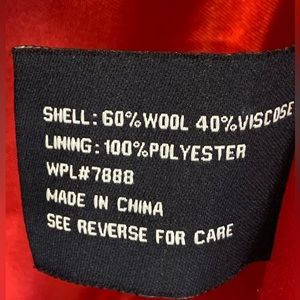 SHELL: 60%WOOL 40%VISCOSE
LINING: 100%POLYESTER
WPL#7888
MADE IN CHINA
SEE REVERSE FOR CARE